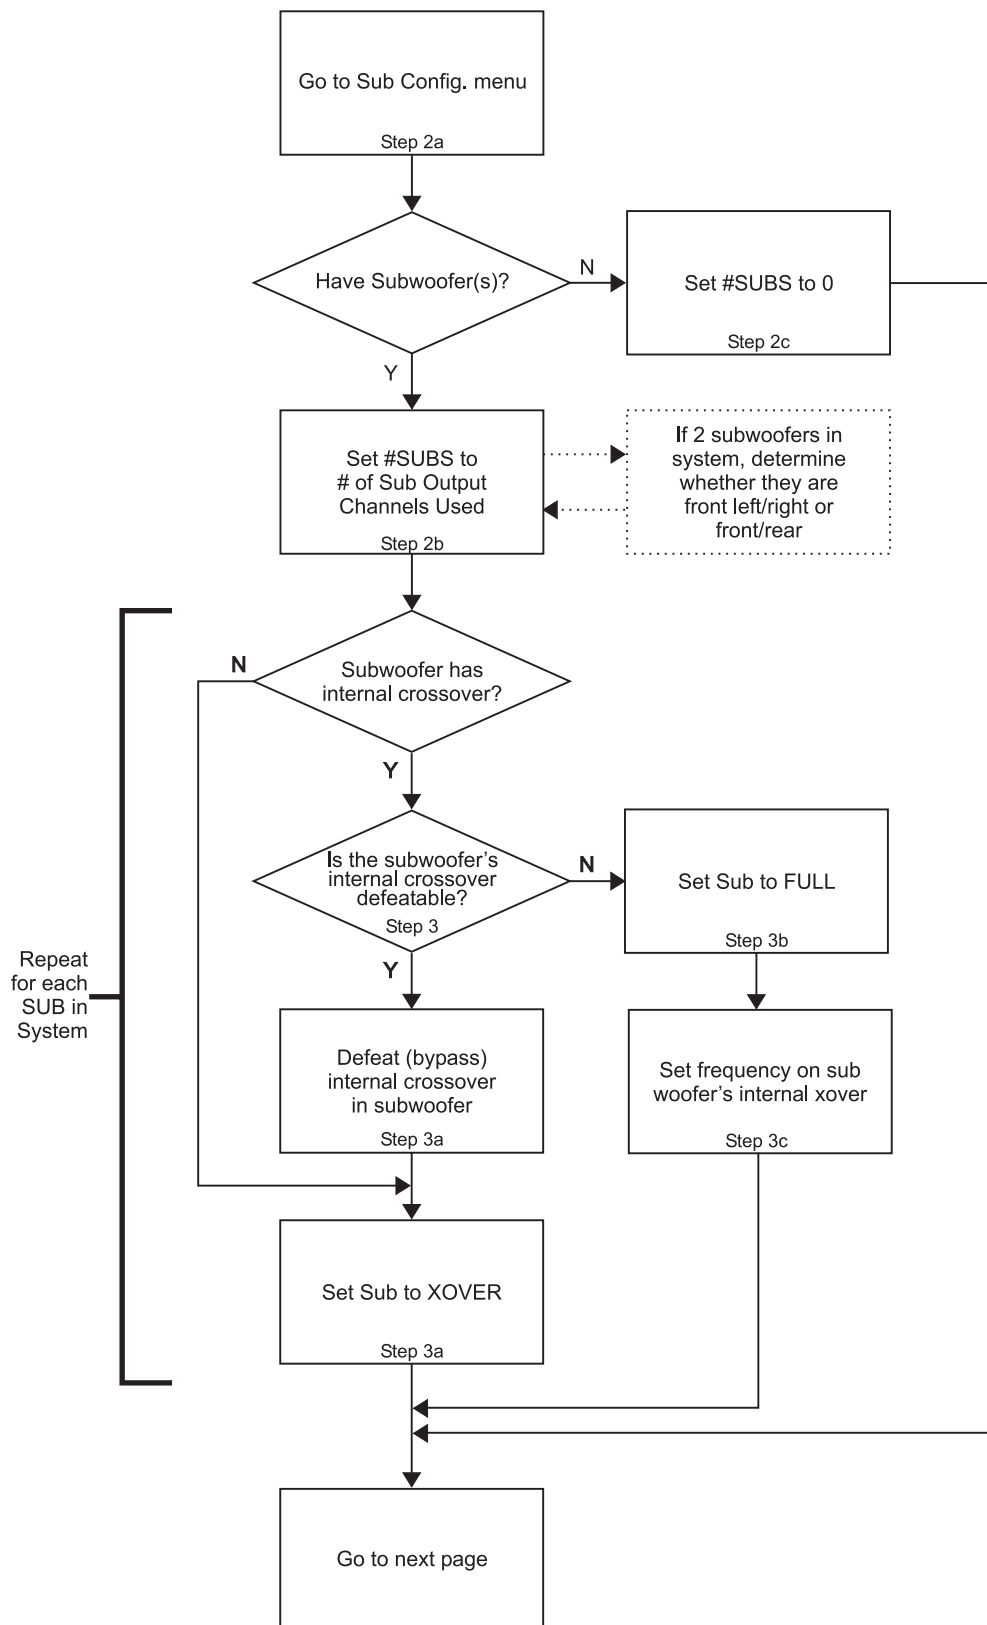 Go to Sub Config. menu
Step 2a
Have Subwoofer(s)?
N
Set #SUBS to 0
Step 2c
Y
Set #SUBS to
# of Sub Output
Channels Used
Step 2b
If 2 subwoofers in
system, determine
whether they are
front left/right or
front/rear
N
Subwoofer has
internal crossover?
Y
Is the subwoofer's
internal crossover
defeatable?
Step 3
N
Set Sub to FULL
Step 3b
Y
Repeat
for each
SUB in
System
Defeat (bypass)
internal crossover
in subwoofer
Step 3a
Set frequency on sub
woofer's internal xover
Step 3c
Set Sub to XOVER
Step 3a
Go to next page